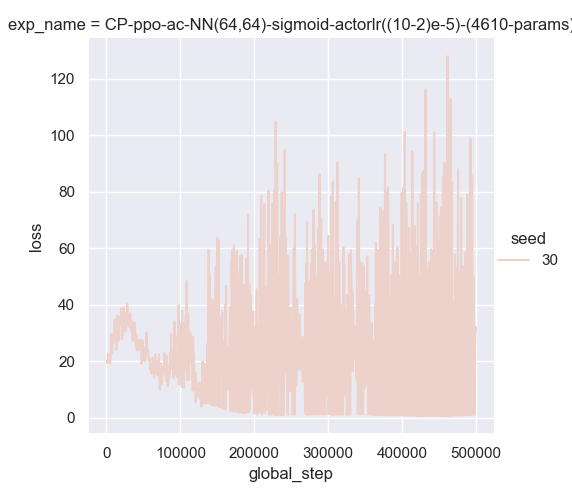 exp_name = CP-ppo-ac-NN(64,64)-sigmoid-actorlr((10-2)e-5)-(4610-params)
120
100
80
60
40
20
0
loss
seed
30
0 100000 200000 300000 400000 500000
global_step